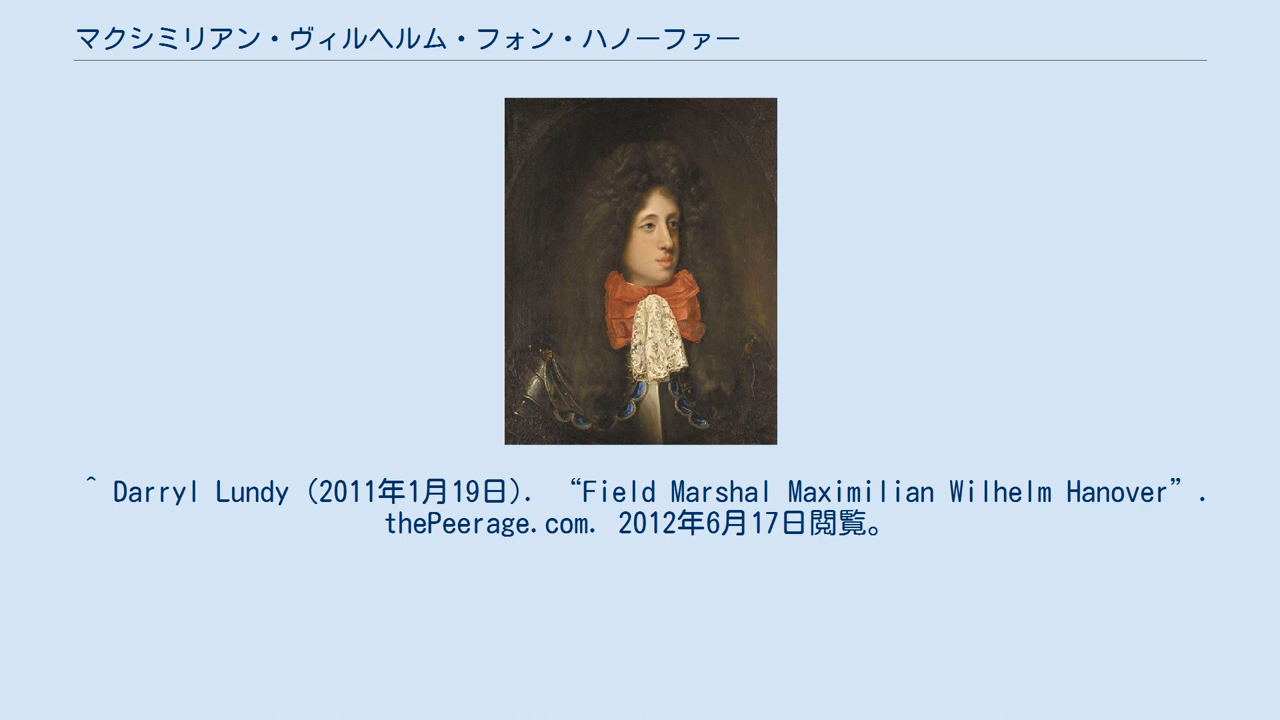 マクシミリアン・ヴィルヘルム・フォン・ハノーファー
^ Darryl Lundy (2011年1月19日). “Field Marshal Maximilian Wilhelm Hanover”.
thePeerage.com. 2012年6月17日閲覧。